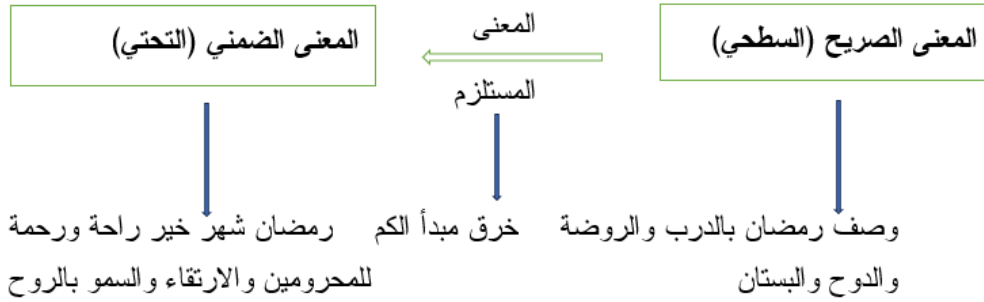 المعنى الصريح (السطحي)
المعنى
المستلزم
المعنى الضمني (التحتي)
وصف رمضان بالدرب والروضة
والدوح والبستان
خرق مبدأ الكم
رمضان شهر خير راحة ورحمة
للمحرومين والارتقاء والسمو بالروح